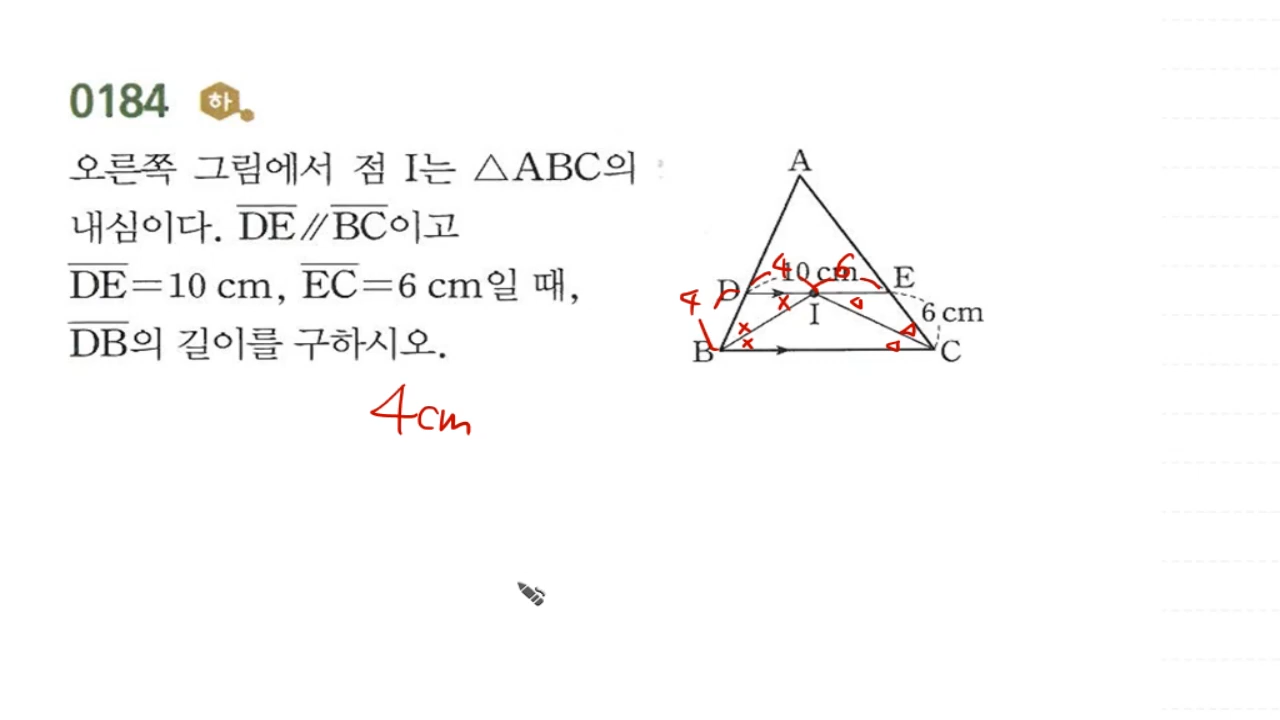 0184 하
오른쪽 그림에서 점 I는 △ABC의
내심이다. DE∥BC이고
DE=10 cm, EC=6 cm일 때,
DB의 길이를 구하시오.
4cm
A
4 10 cm 6
D E
4 × I △ 6 cm
× △
B × △ C